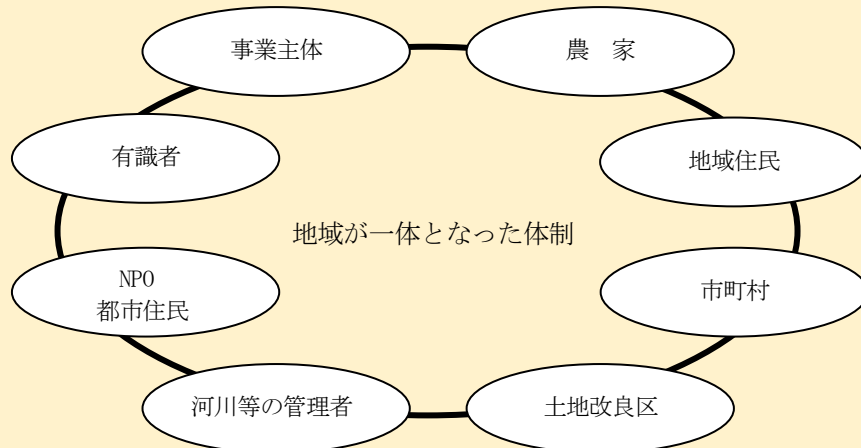 事業主体
農　家
有識者
地域住民
地域が一体となった体制
NPO
都市住民
市町村
河川等の管理者
土地改良区